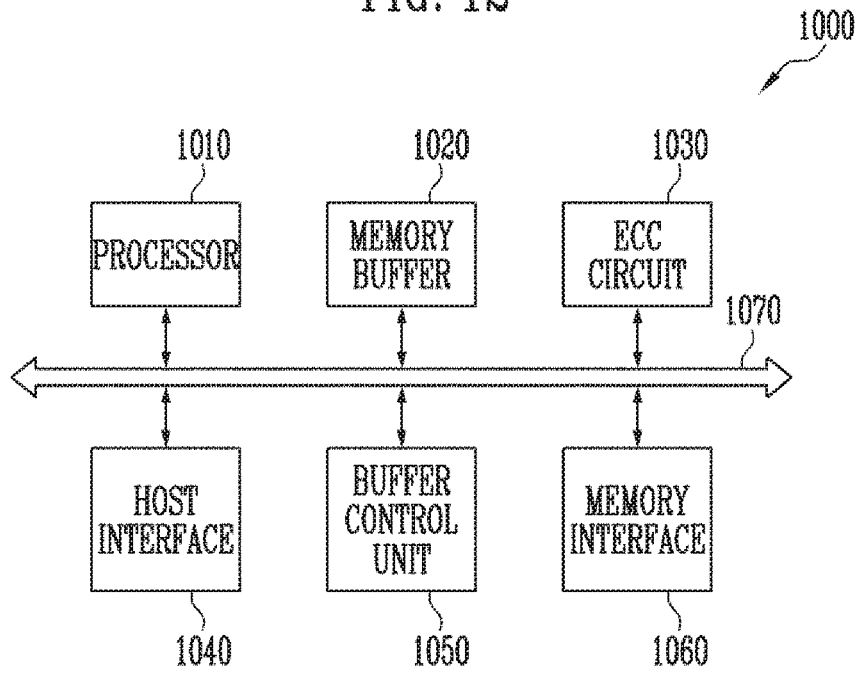 FIG.
1000
1010
1020
1030
PROCESSOR
MEMORY
BUFFER
ECC
CIRCUIT
1070
HOST
INTERFACE
BUFFER
CONTROL
UNIT
MEMORY
INTERFACE
1040
1050
1060